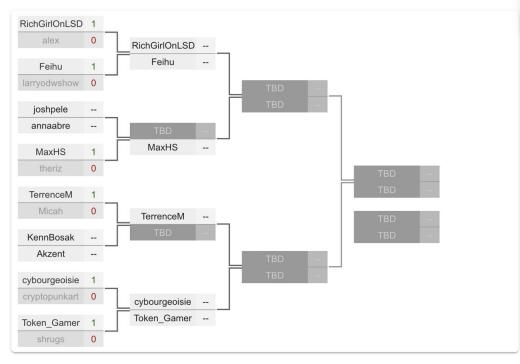 RichGirlOnLSD 1
alex 0
Feihu 1
larryodwshow 0
joshpele --
annaabre --
MaxHS 1
theriz 0
TerrenceM 1
Micah 0
KennBosak --
Akzent --
cybourgeoisie 1
cryptopunkart 0
Token_Gamer 1
shrugs 0
RichGirlOnLSD --
Feihu --
TBD --
MaxHS --
TerrenceM --
TBD --
cybourgeoisie --
Token_Gamer --
TBD --
TBD --
TBD --
TBD --
TBD --
TBD --
TBD --
TBD --